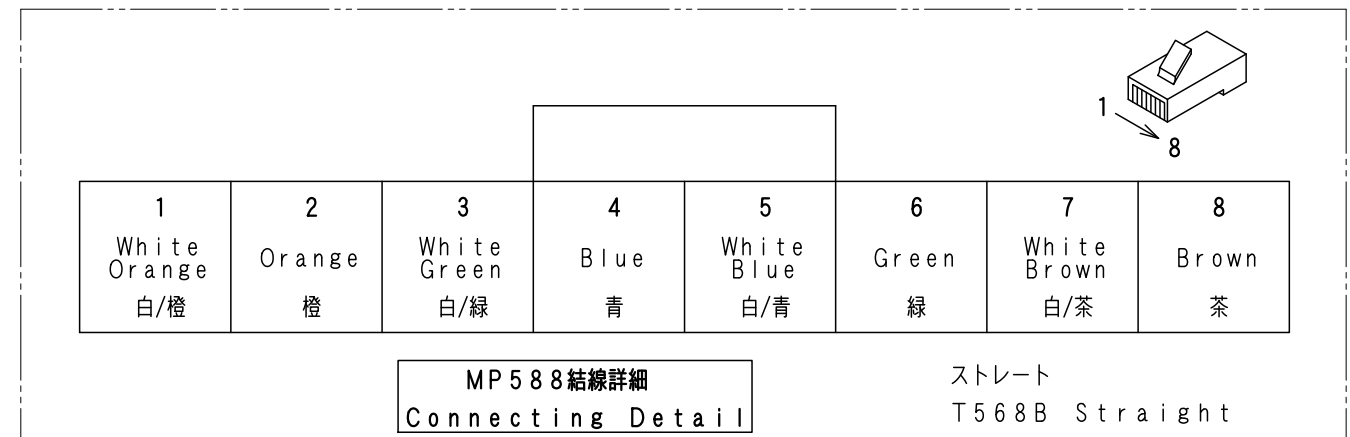 1
8
1 2 3 4 5 6 7 8
White Orange White Blue White Green White Brown
Orange Green Blue Brown
白/橙 橙 白/緑 青 白/青 緑 白/茶 茶
MP588結線詳細
Connecting Detail
ストレート
T568B Straight